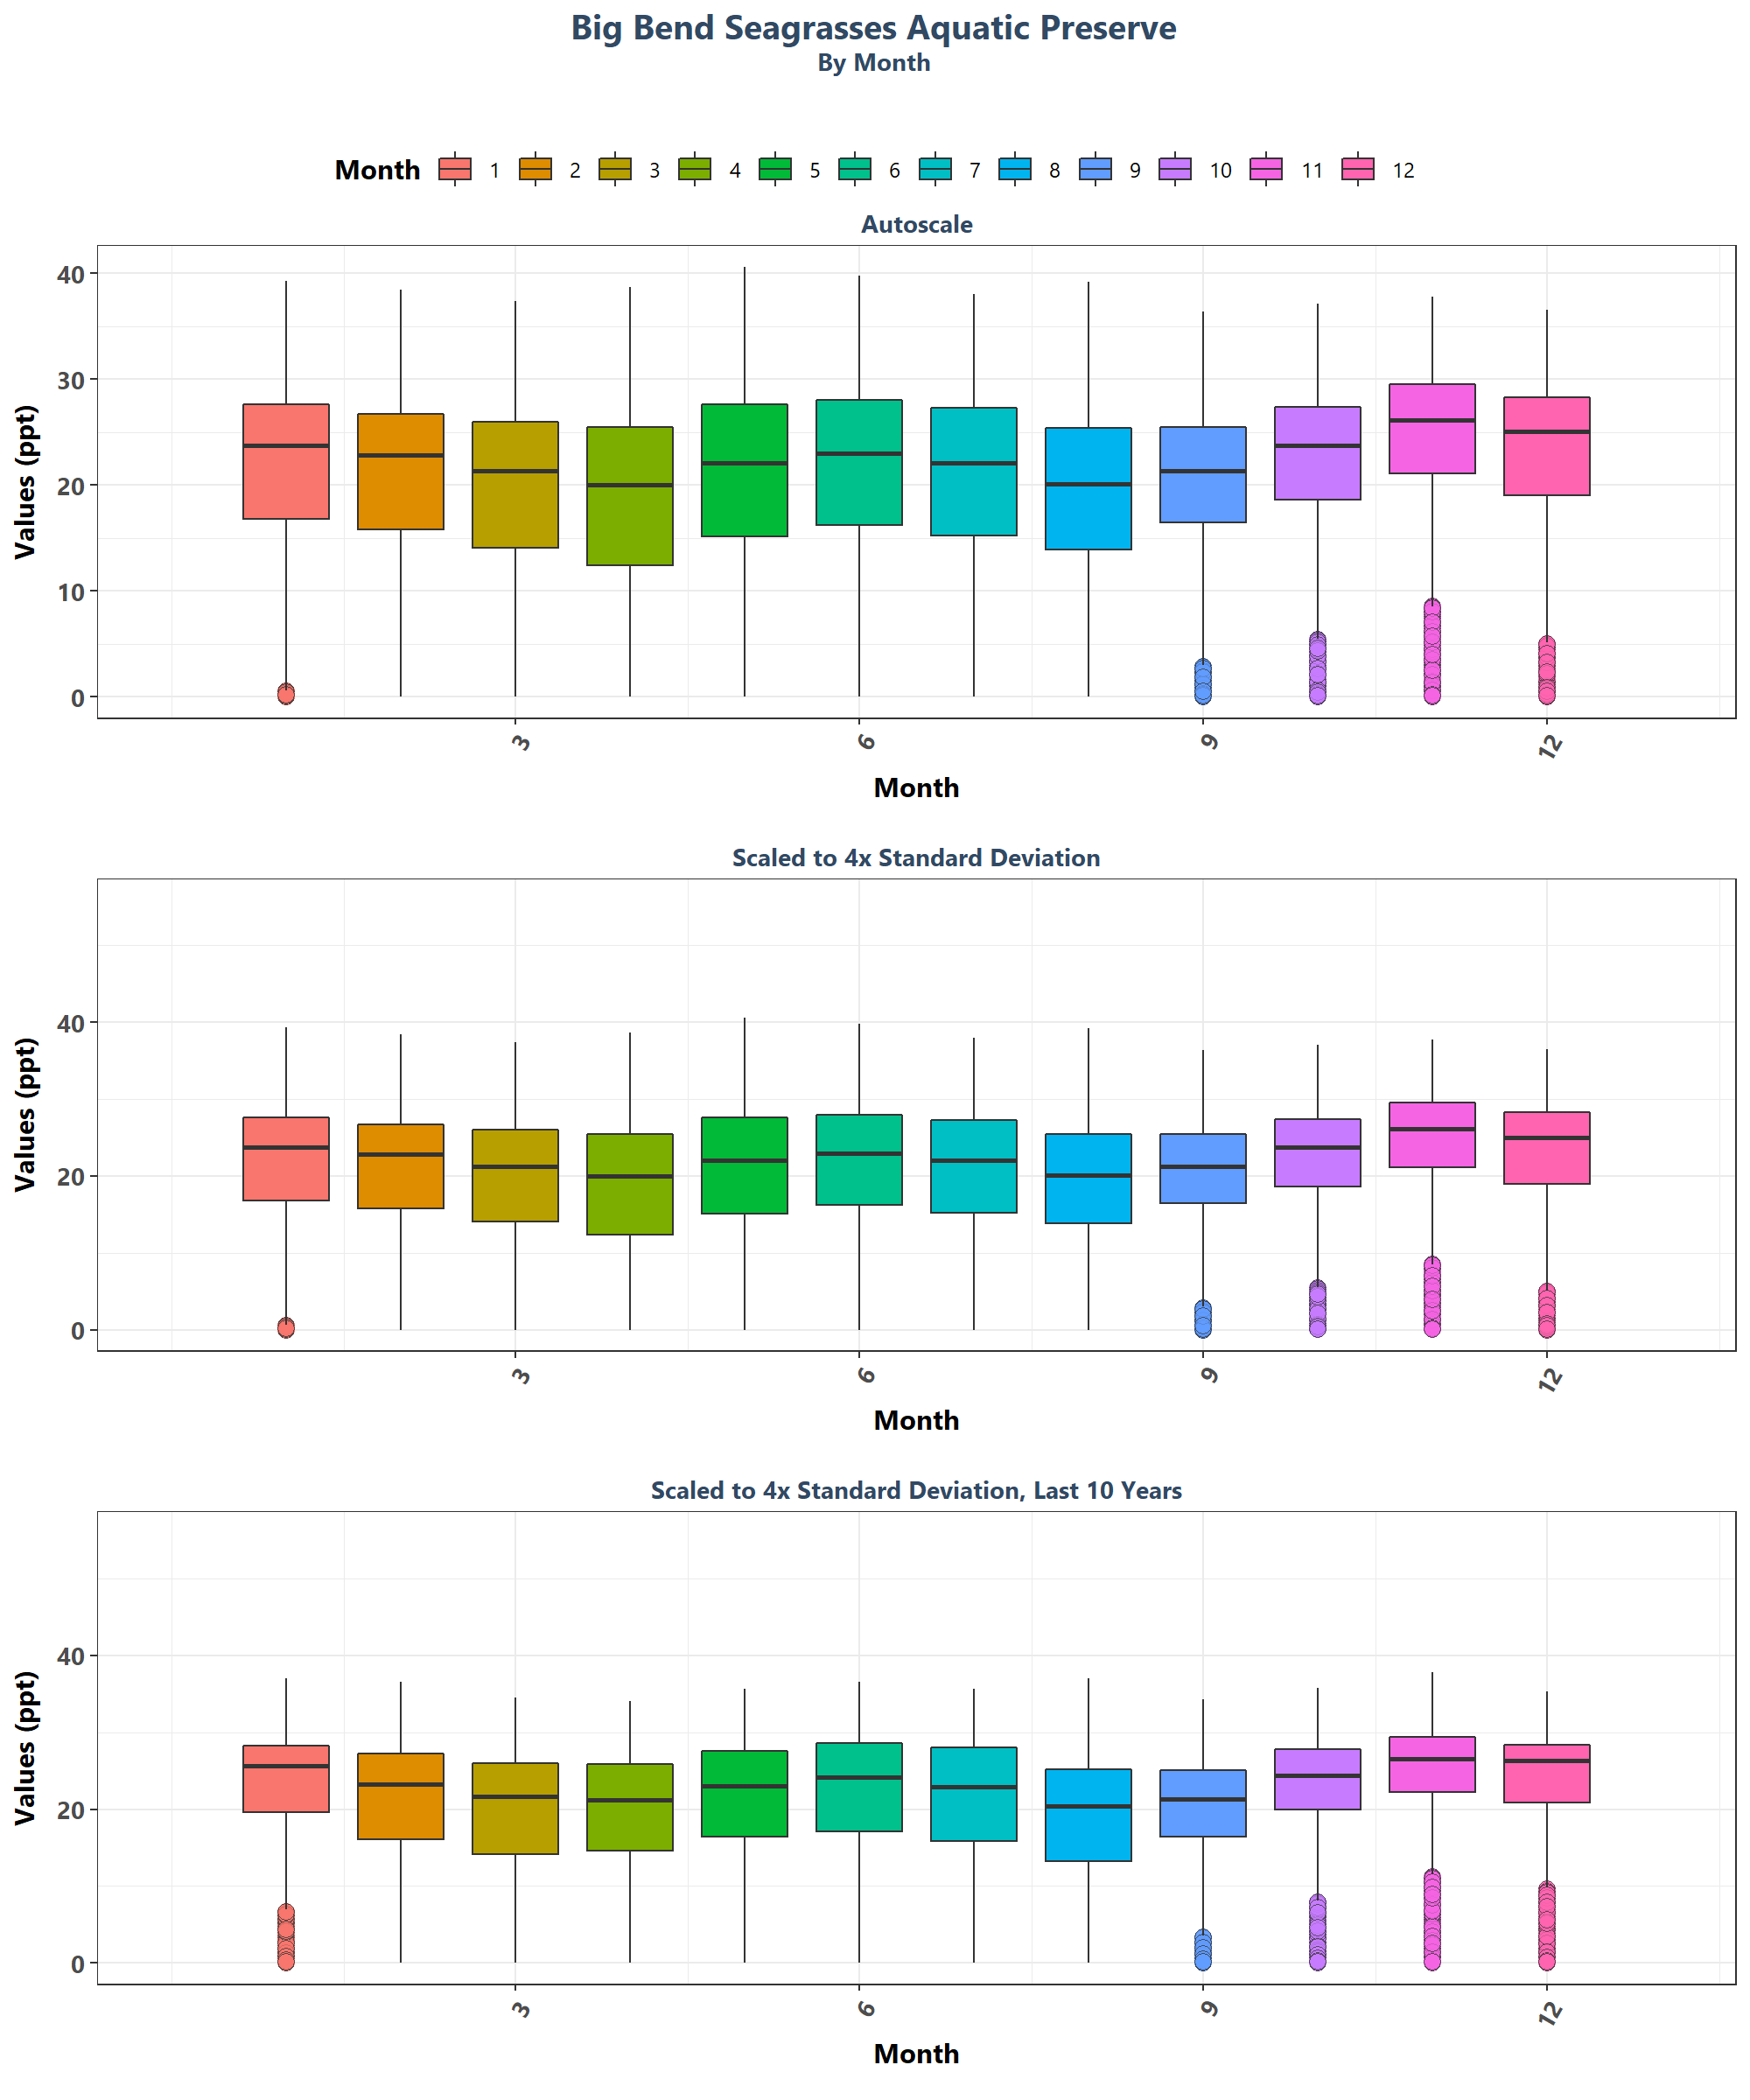 Big Bend Seagrasses Aquatic Preserve
By Month
Month 1 2 3 4 5 6 7 8 9 10 11 12
Autoscale
Values (ppt)
40
30
20
10
0
3 6 9 12
Month
Scaled to 4x Standard Deviation
Values (ppt)
40
20
0
3 6 9 12
Month
Scaled to 4x Standard Deviation, Last 10 Years
Values (ppt)
40
20
0
3 6 9 12
Month